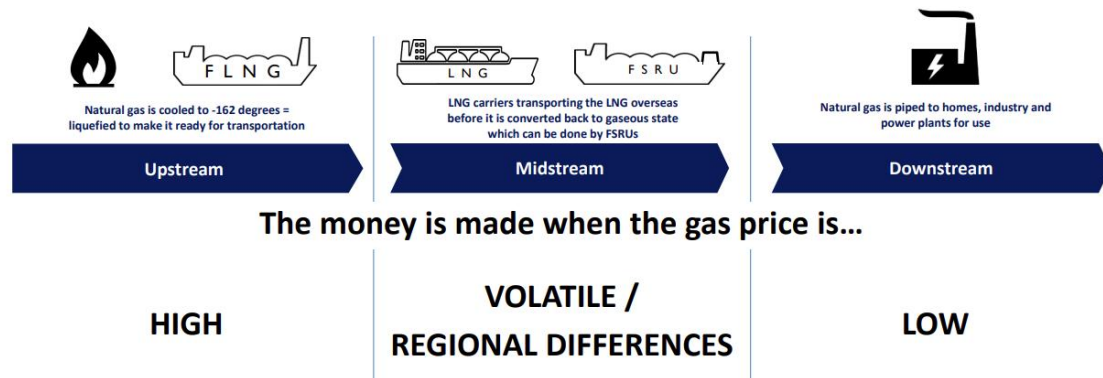 FLNG
LNG
FSRU
Natural gas is cooled to -162 degrees =
liquefied to make it ready for transportation
LNG carriers transporting the LNG overseas
before it is converted back to gaseous state
which can be done by FSRUs
Natural gas is piped to homes, industry and
power plants for use
Upstream
Midstream
Downstream
The money is made when the gas price is...
HIGH
VOLATILE /
REGIONAL DIFFERENCES
LOW